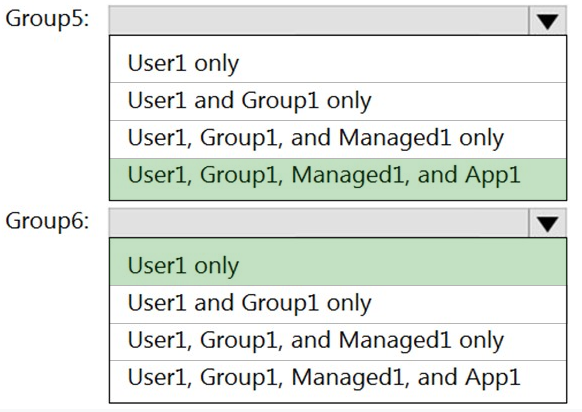 Group5:
User1 only
User1 and Group1 only
User1, Group1, and Managed1 only
User1, Group1, Managed1, and App1
Group6:
User1 only
User1 and Group1 only
User1, Group1, and Managed1 only
User1, Group1, Managed1, and App1